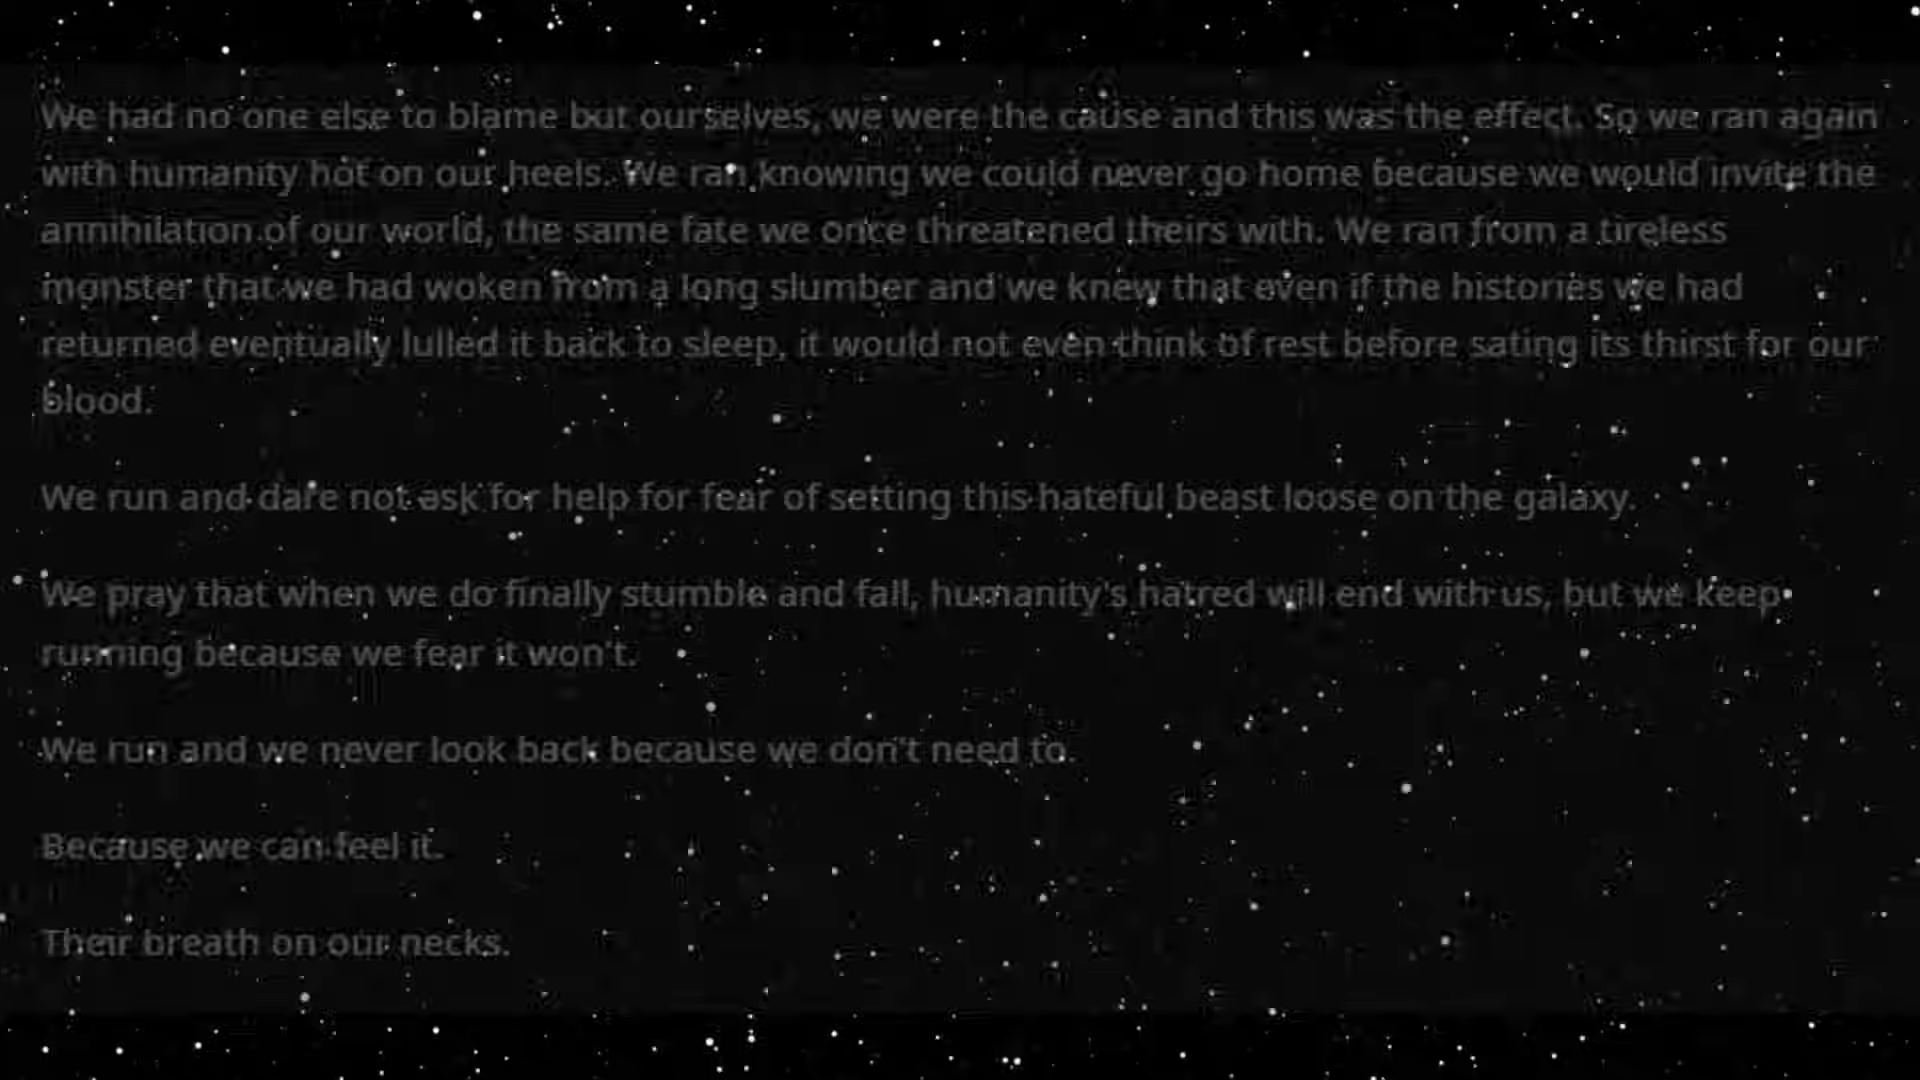 We had no one else to blame but ourselves, we were the cause and this was the effect. So we ran again
with humanity hot on our heels. We ran knowing we could never go home because we would invite the
annihilation of our world, the same fate we once threatened theirs with. We ran from a tireless
monster that we had woken from a long slumber and we knew that even if the histories we had
returned eventually lulled it back to sleep, it would not even think of rest before sating its thirst for our
blood.
We run and dare not ask for help for fear of setting this hateful beast loose on the galaxy.
We pray that when we do finally stumble and fall, humanity's hatred will end with us, but we keep
running because we fear it won't.
We run and we never look back because we don't need to.
Because we can feel it.
Their breath on our necks.